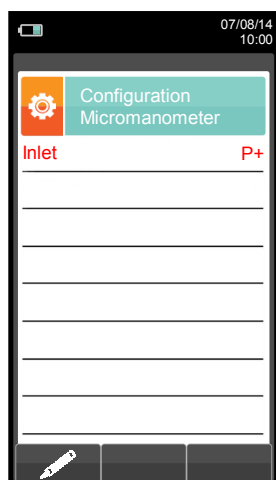 07/08/14
10:00
Configuration
Micromanometer
Inlet P+